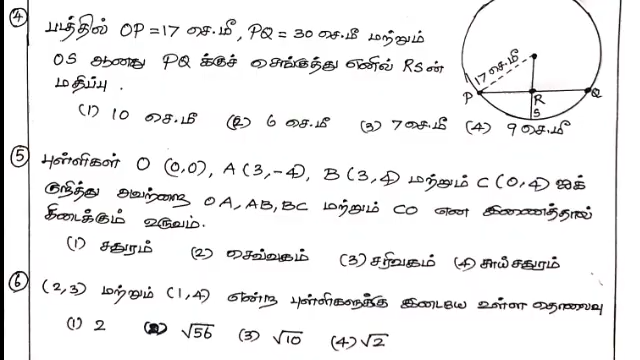 ④ படத்தில் OP = 17 செ.மீ, PQ = 30 செ.மீ மற்றும்
OS ஆனது PQ க்குச் செங்குத்து எனில் RS ன்
மதிப்பு.
(1) 10 செ.மீ (2) 6 செ.மீ (3) 7 செ.மீ (4) 9 செ.மீ
17 செ.மீ
P R Q
S
⑤ புள்ளிகள் O (0,0), A (3,-4), B (3,4) மற்றும் C (0,4) ஐக்
குறித்து அவற்றை OA, AB, BC மற்றும் CO என இணைத்தால்
கிடைக்கும் உருவம்.
(1) சதுரம் (2) செவ்வகம் (3) சரிவகம் (4) சாய்சதுரம்
⑥ (2,3) மற்றும் (1,4) என்ற புள்ளிகளுக்கு இடையே உள்ள தொலைவு
(1) 2 (2) √56 (3) √10 (4) √2